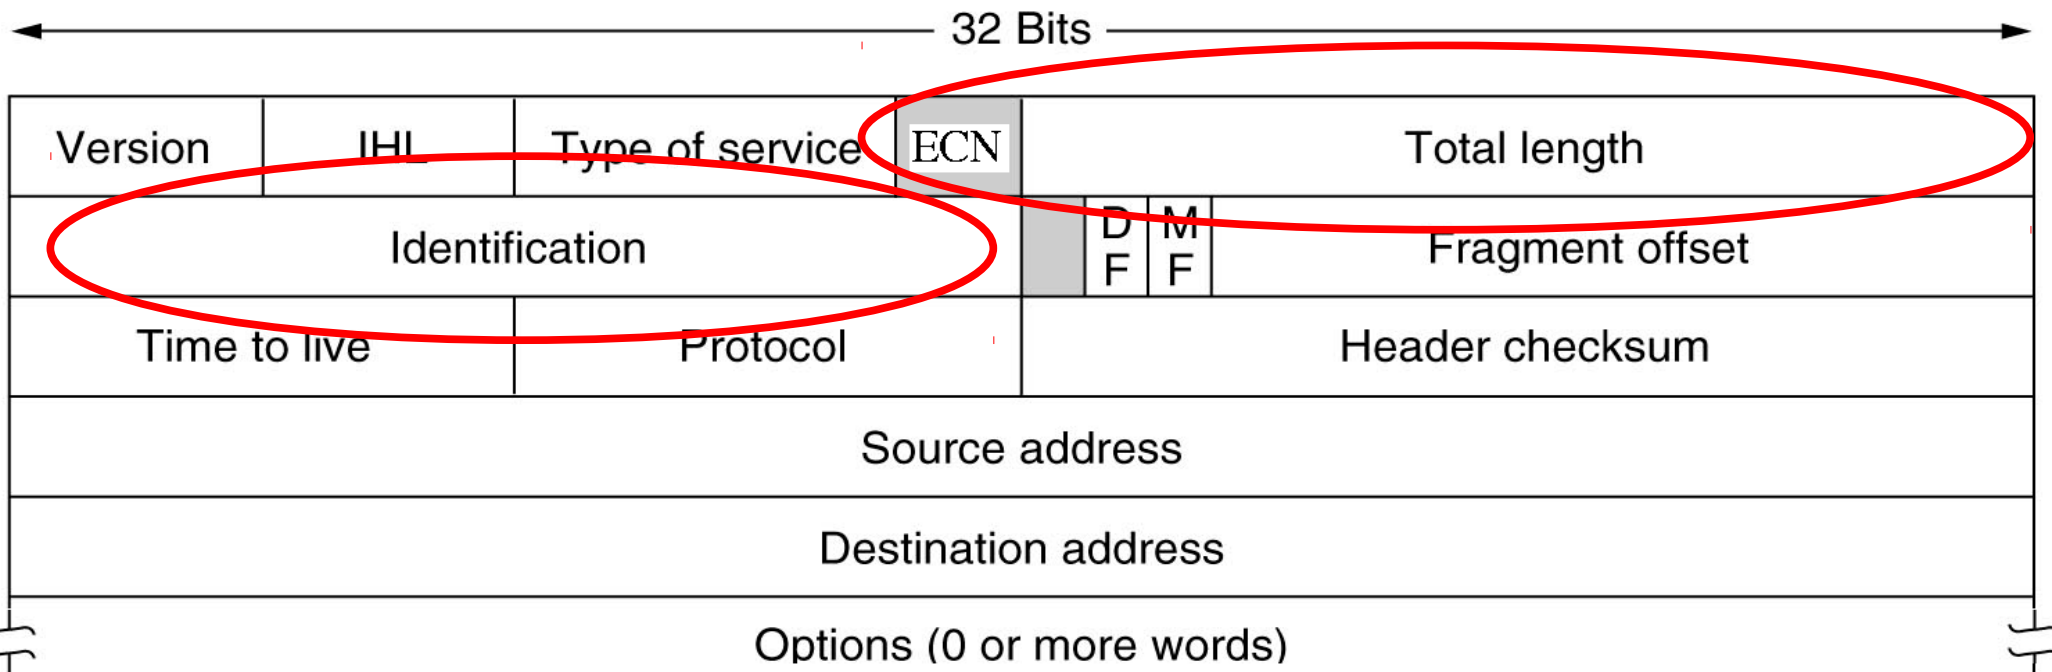 32 Bits
Version IHL Type of service ECN Total length
Identification D F M F Fragment offset
Time to live Protocol Header checksum
Source address
Destination address
Options (0 or more words)